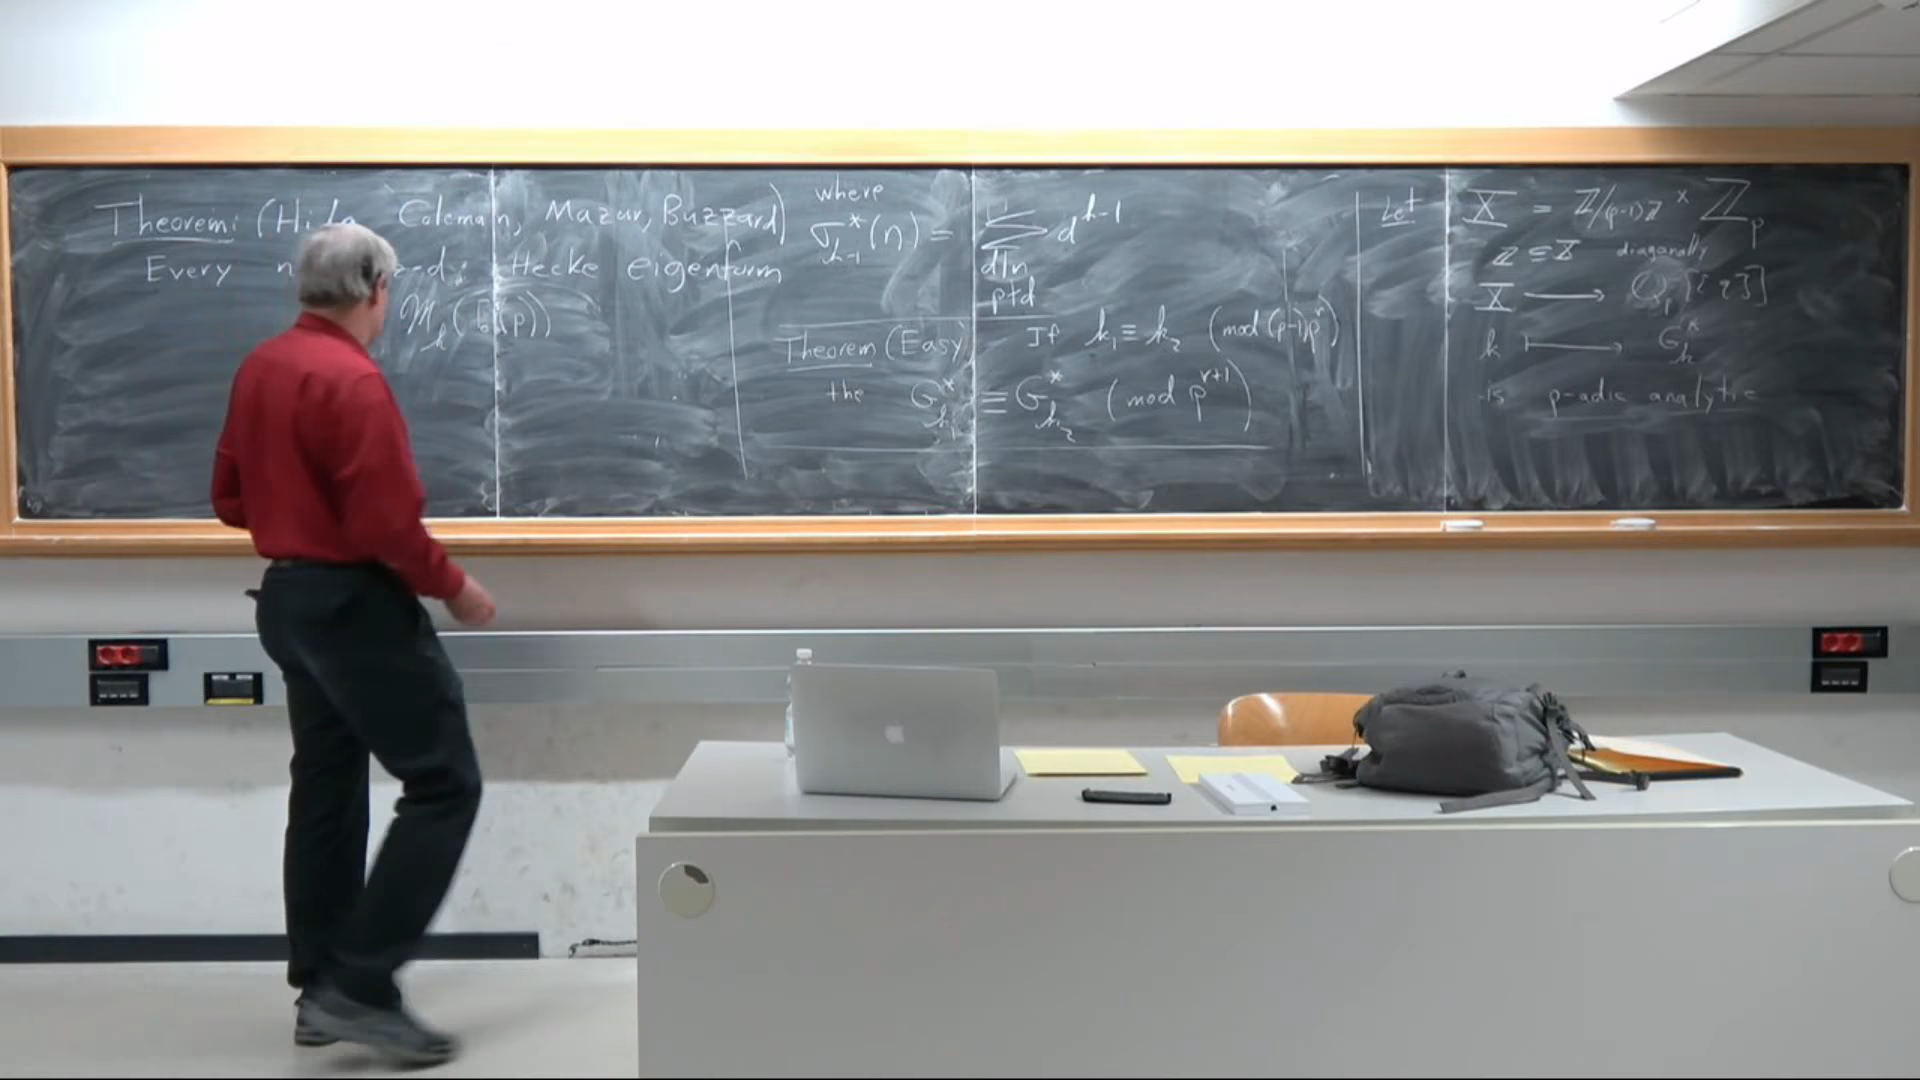 Theorem: (Hida, Coleman, Mazur, Buzzard)
Every Hecke eigenform
M_k(Γ_0(p))
where
σ*_{k-1}(n) = Σ d^{k-1}
d|n
p∤d
Theorem (Easy) If k_1 ≡ k_2 (mod (p-1)p^r)
the G*_{k_1} ≡ G*_{k_2} (mod p^{r+1})
Let X = Z/(p-1)Z × Z_p
Z ⊆ X diagonally
X ⟶ Q_p[[q]]
k ⟼ G*_k
is p-adic analytic